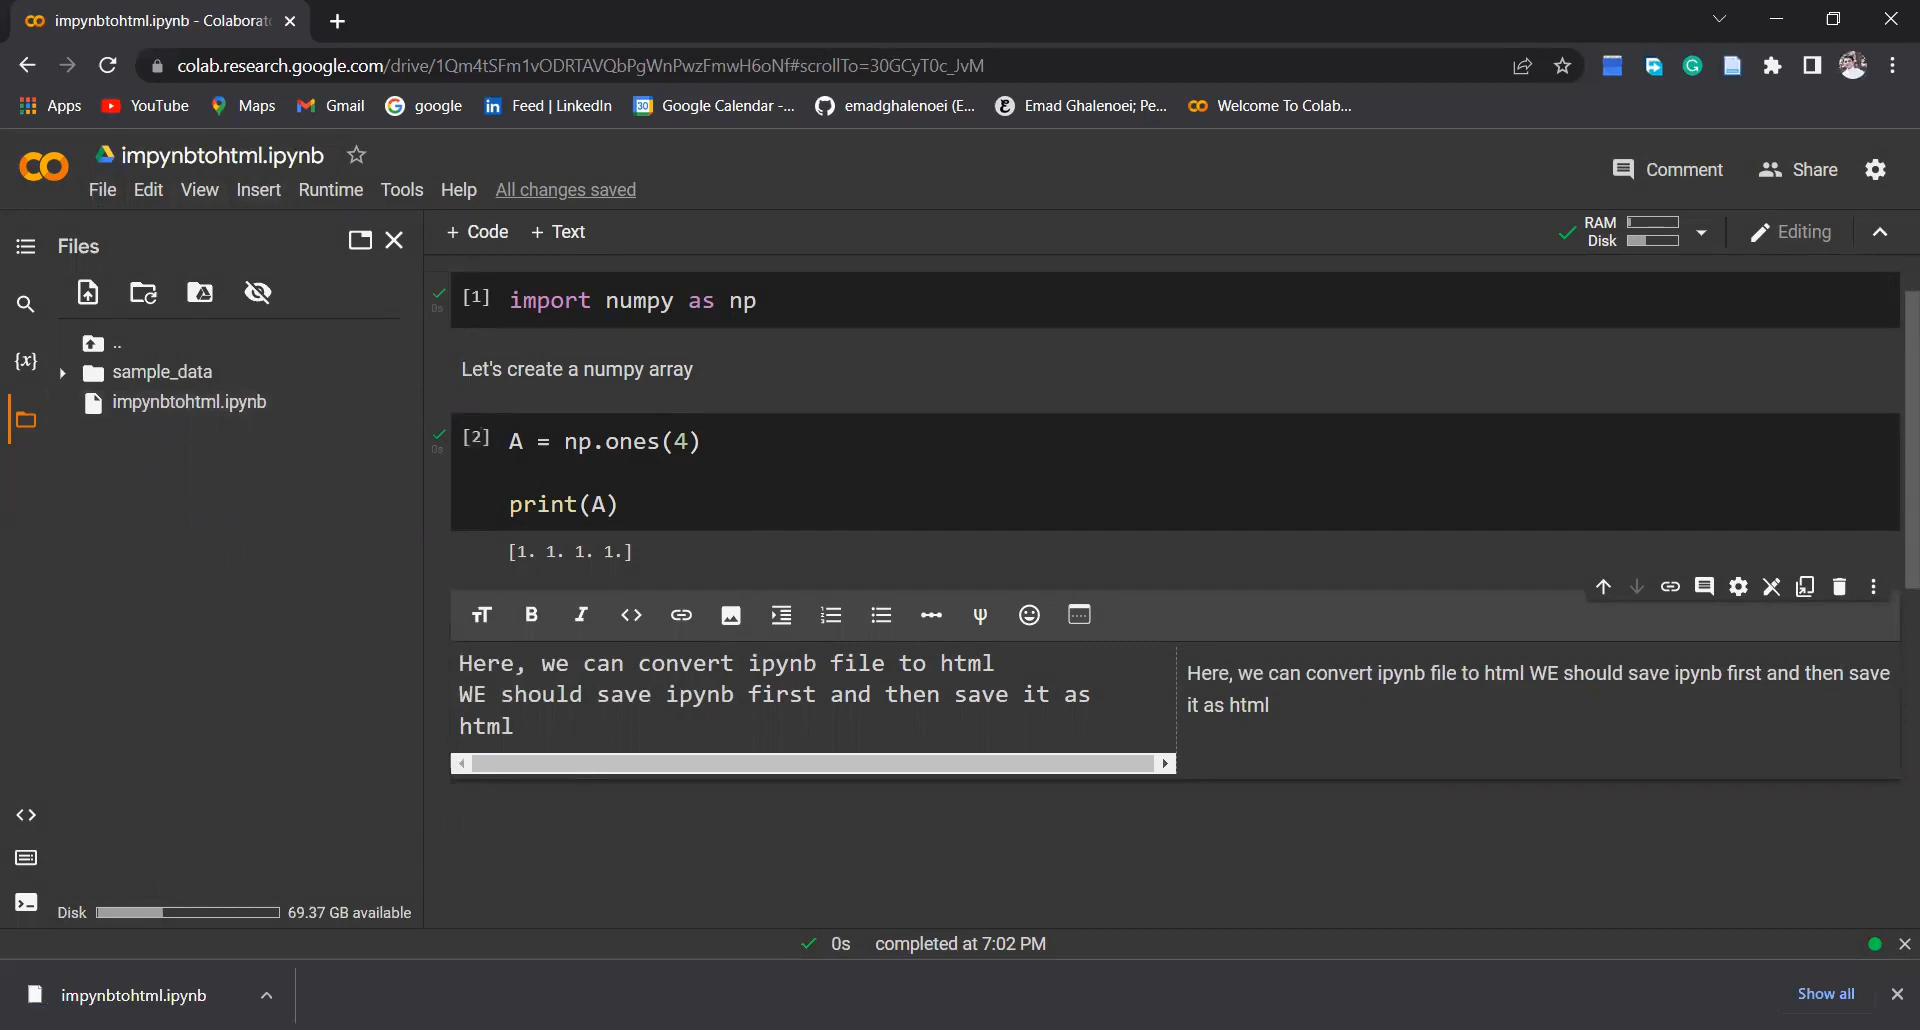 impynbtohtml.ipynb - Colaborat
colab.research.google.com/drive/1Qm4tSFm1vODRTAVQbPgWnPwzFmwH6oNf#scrollTo=30GCyT0c_JvM
Apps YouTube Maps Gmail google Feed | LinkedIn Google Calendar -... emadghalenoei (E... Emad Ghalenoei; Pe... Welcome To Colab...
impynbtohtml.ipynb
Comment Share
File Edit View Insert Runtime Tools Help All changes saved
Files
+ Code + Text
RAM
Disk
Editing
[1] import numpy as np
0s
..
sample_data
impynbtohtml.ipynb
Let's create a numpy array
[2] A = np.ones(4)
0s
print(A)
[1. 1. 1. 1.]
Here, we can convert ipynb file to html
WE should save ipynb first and then save it as
html
Here, we can convert ipynb file to html WE should save ipynb first and then save
it as html
Disk 69.37 GB available
0s completed at 7:02 PM
impynbtohtml.ipynb
Show all